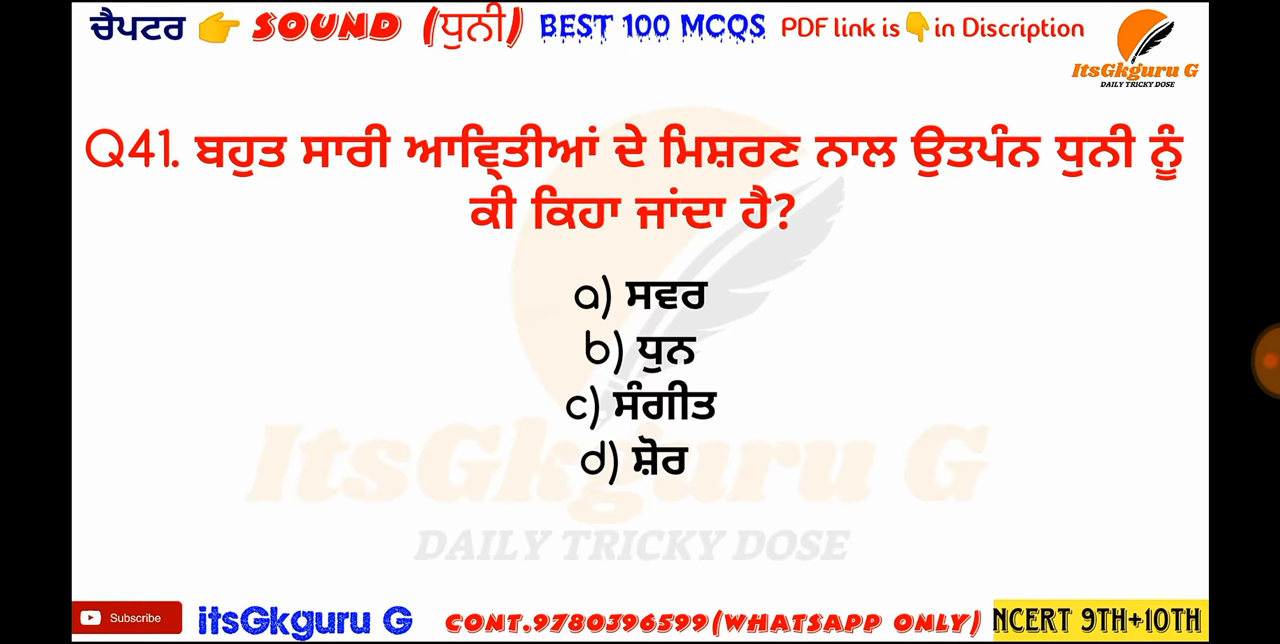 ਚੈਪਟਰ 👉 SOUND (ਧੁਨੀ) BEST 100 MCQS PDF link is👇in Discription
ItsGkguru G
DAILY TRICKY DOSE
Q41. ਬਹੁਤ ਸਾਰੀ ਆਵ੍ਤਿੀਆਂ ਦੇ ਮਿਸ਼ਰਣ ਨਾਲ ਉਤਪੰਨ ਧੁਨੀ ਨੂੰ
ਕੀ ਕਿਹਾ ਜਾਂਦਾ ਹੈ?
a) ਸਵਰ
b) ਧੁਨ
c) ਸੰਗੀਤ
d) ਸ਼ੋਰ
ItsGkguru G
DAILY TRICKY DOSE
Subscribe itsGkguru G CONT.9780396599(WHATSAPP ONLY) NCERT 9TH+10TH